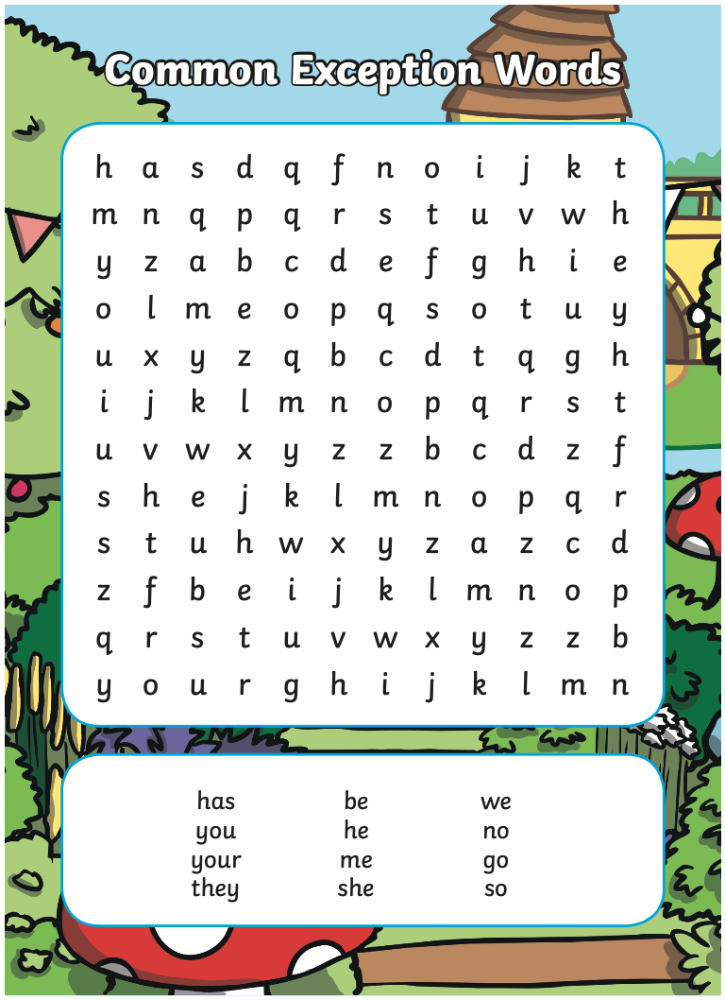 Common Exception Words
h a s d q f n o i j k t
m n q p q r s t u v w h
y z a b c d e f g h i e
o l m e o p q s o t u y
u x y z q b c d t q g h
i j k l m n o p q r s t
u v w x y z z b c d z f
s h e j k l m n o p q r
s t u h w x y z a z c d
z f b e i j k l m n o p
q r s t u v w x y z z b
y o u r g h i j k l m n
has be we
you he no
your me go
they she so